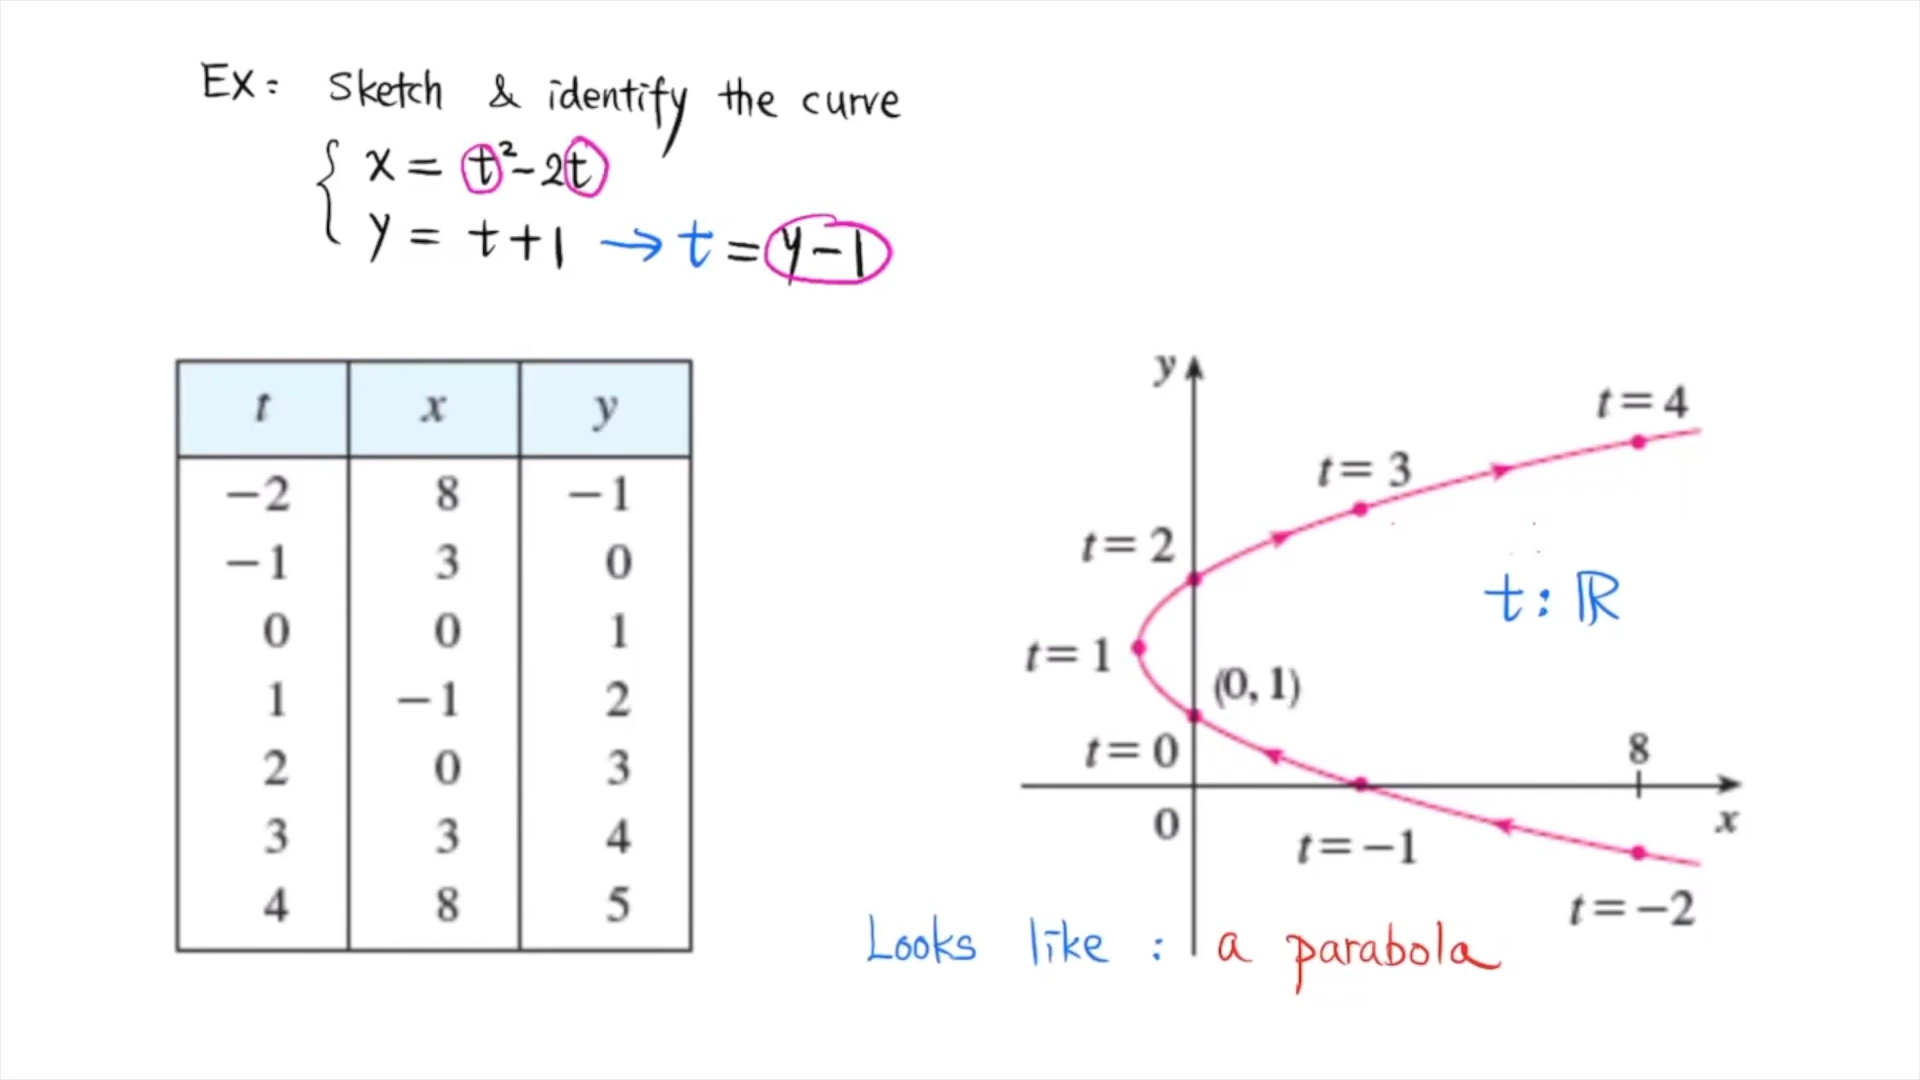 Ex: Sketch & identify the curve
x = t²-2t
y = t+1 → t = y-1
t x y
−2 8 −1
−1 3 0
0 0 1
1 −1 2
2 0 3
3 3 4
4 8 5
y
t = 4
t = 3
t = 2
t: ℝ
t = 1
(0, 1)
t = 0
8
0
x
t = −1
t = −2
Looks like : a parabola